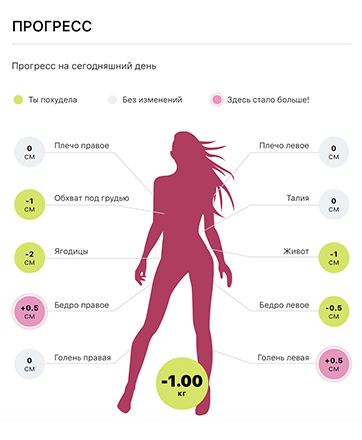 ПРОГРЕСС
Прогресс на сегодняшний день
Ты похудела Без изменений Здесь стало больше!
0 см Плечо правое Плечо левое 0 см
-1 см Обхват под грудью Талия 0 см
-2 см Ягодицы Живот -1 см
+0.5 см Бедро правое Бедро левое -0.5 см
0 см Голень правая Голень левая +0.5 см
-1.00
кг